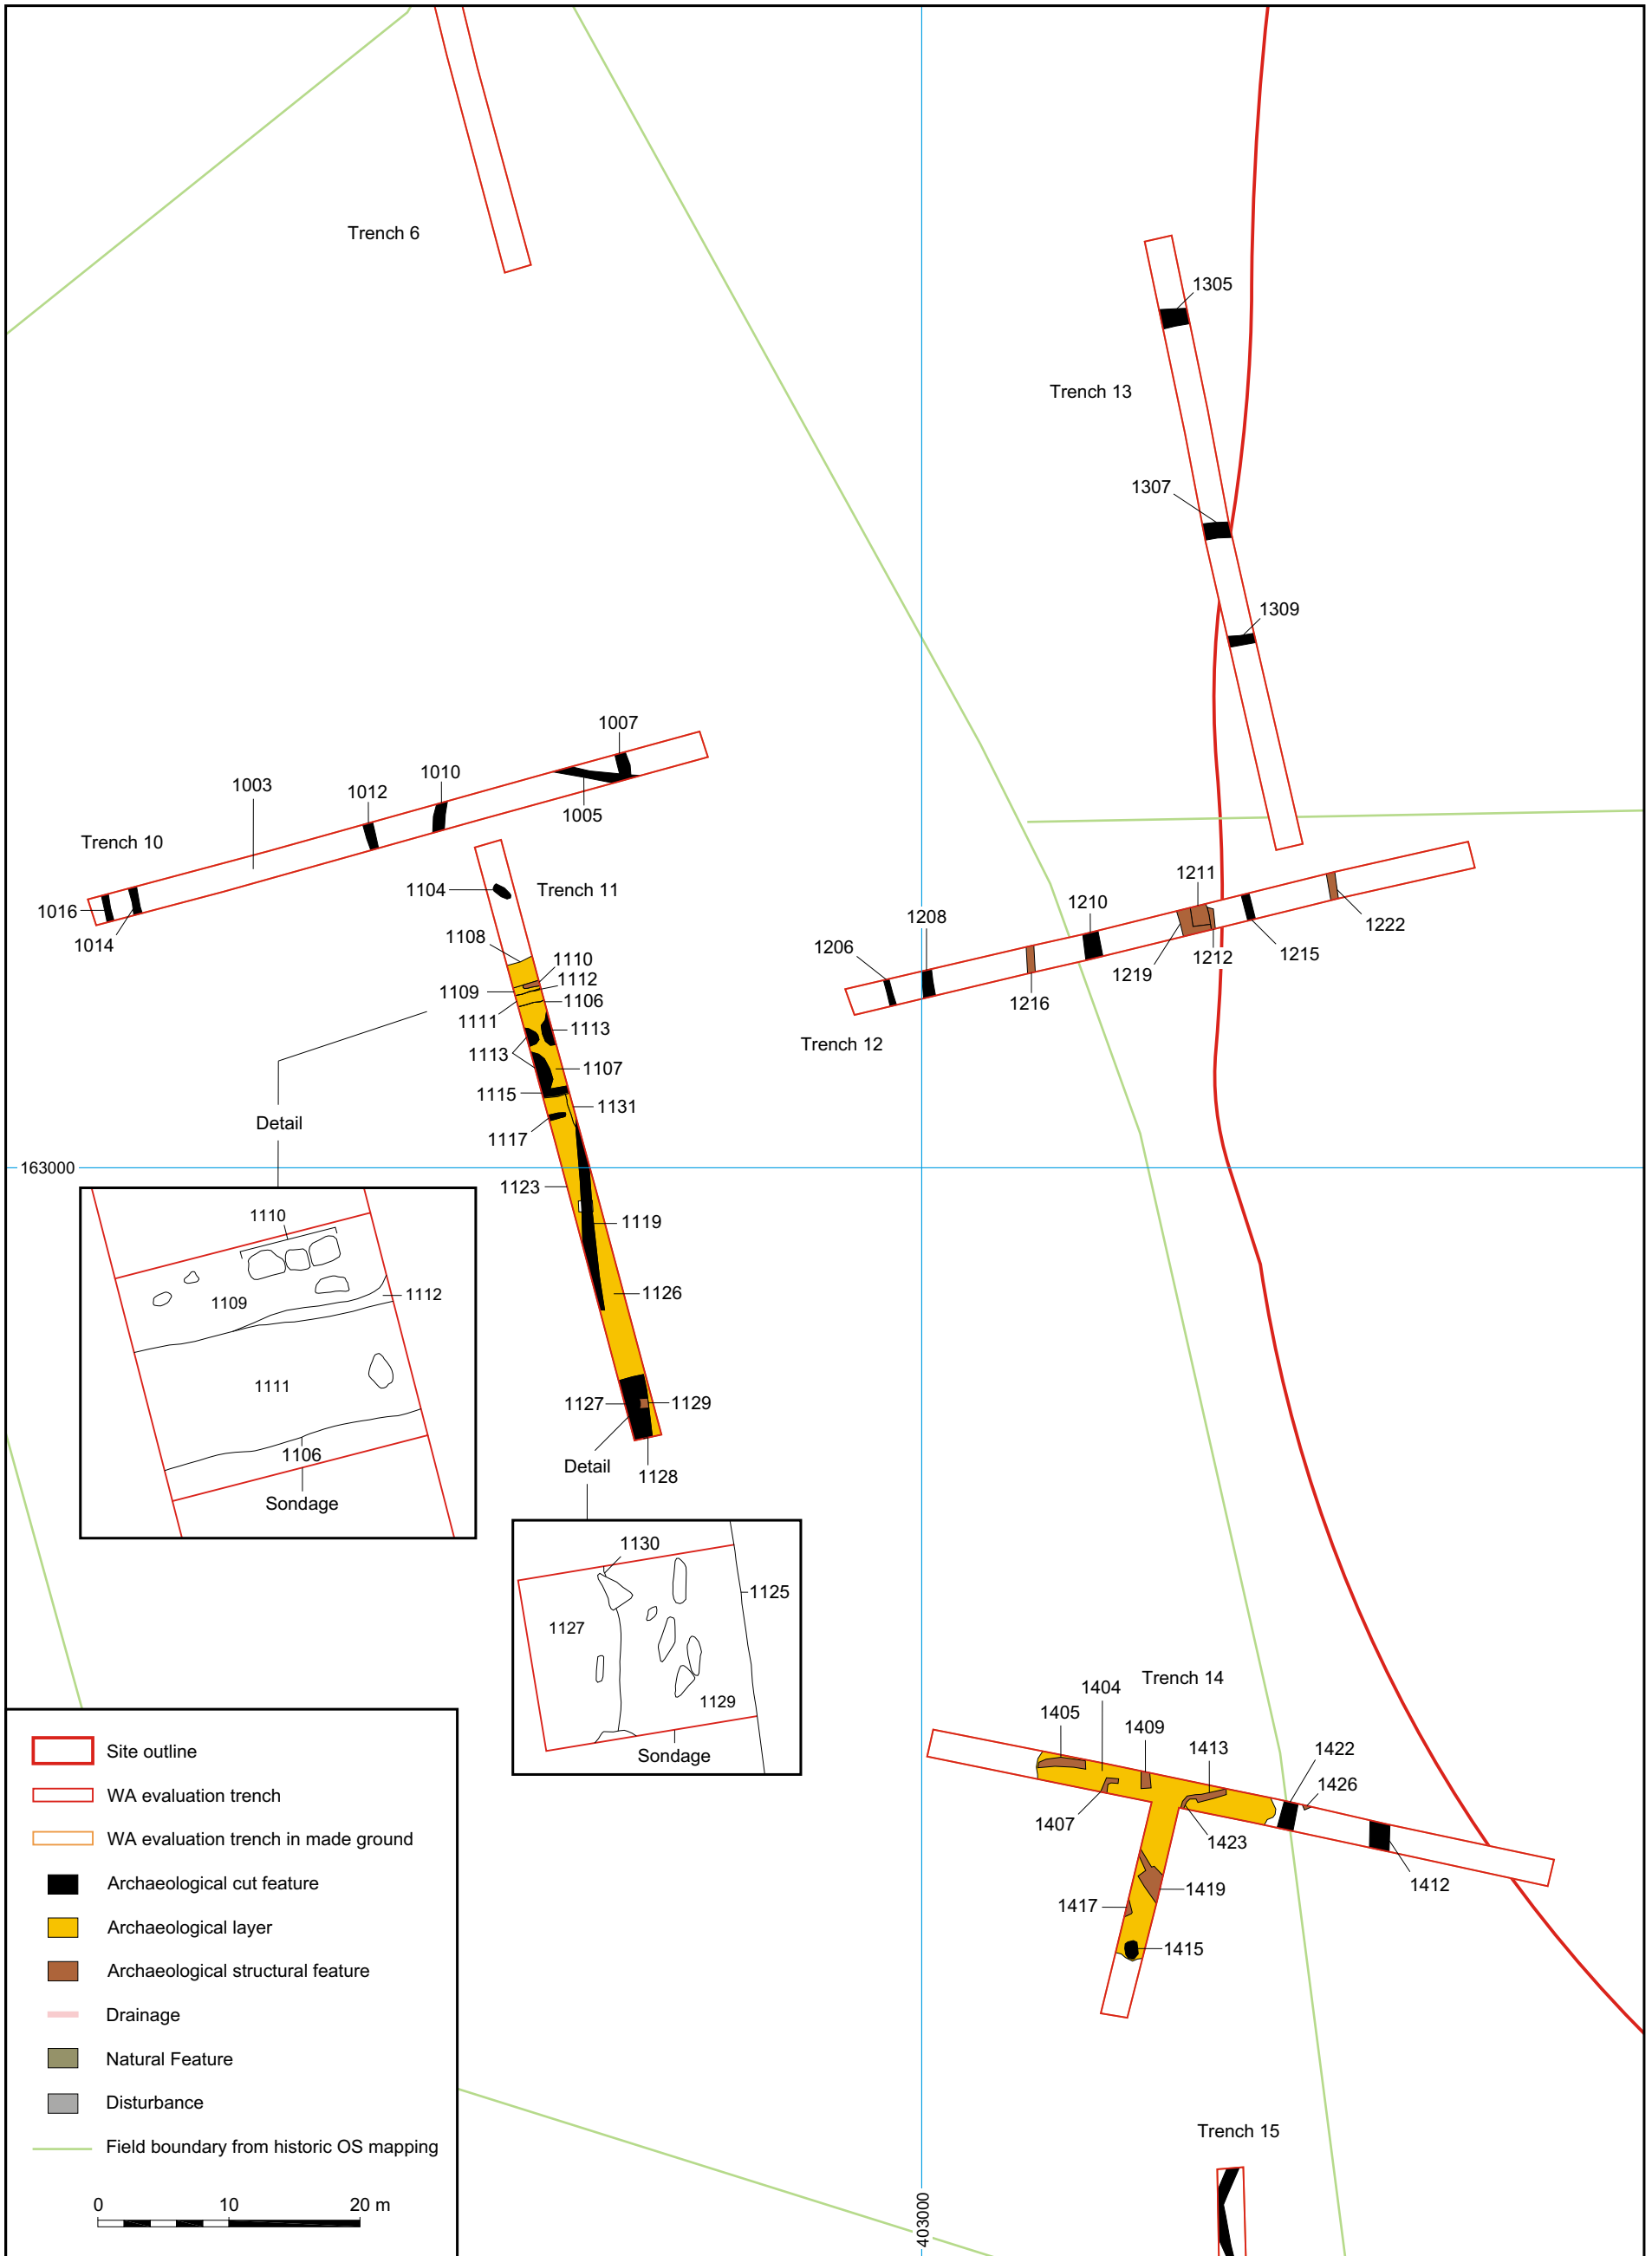 Trench 6
1305
Trench 13
1307
1309
1007
1010
1003
1012
1005
Trench 10
1016
1014
1104
Trench 11
1108
1110
1112
1109
1106
1111
1113
1113
1107
1115
1131
1117
1123
1119
1126
1127
1129
Detail
1128
1211
1210
1208
1206
1222
1215
1219
1212
1216
Trench 12
Detail
163000
1110
1109
1112
1111
1106
Sondage
1130
1125
1127
1129
Sondage
Trench 14
1404
1405
1409
1413
1422
1426
1407
1423
1412
1419
1417
1415
Trench 15
403000
Site outline
WA evaluation trench
WA evaluation trench in made ground
Archaeological cut feature
Archaeological layer
Archaeological structural feature
Drainage
Natural Feature
Disturbance
Field boundary from historic OS mapping
0 10 20 m